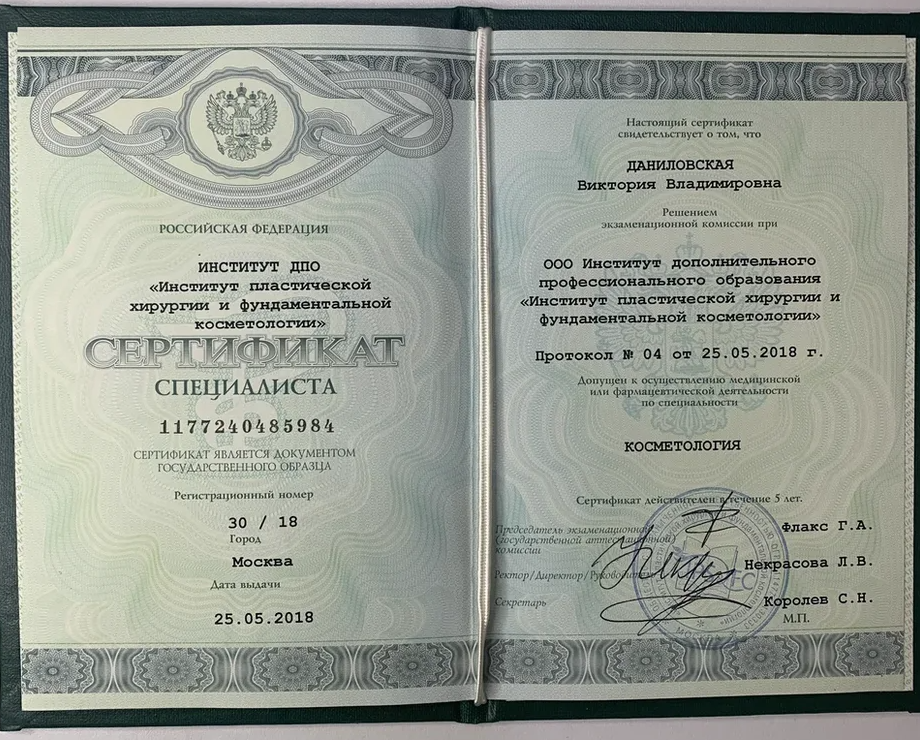 РОССИЙСКАЯ ФЕДЕРАЦИЯ
ИНСТИТУТ ДПО
«Институт пластической
хирургии и фундаментальной
косметологии»
СЕРТИФИКАТ
СПЕЦИАЛИСТА
1177240485984
СЕРТИФИКАТ ЯВЛЯЕТСЯ ДОКУМЕНТОМ
ГОСУДАРСТВЕННОГО ОБРАЗЦА
Регистрационный номер
30 / 18
Город
Москва
Дата выдачи
25.05.2018
Настоящий сертификат
свидетельствует о том, что
ДАНИЛОВСКАЯ
Виктория Владимировна
Решением
экзаменационной комиссии при
ООО Институт дополнительного
профессионального образования
«Институт пластической хирургии и
фундаментальной косметологии»
Протокол № 04 от 25.05.2018 г.
Допущен к осуществлению медицинской
или фармацевтической деятельности
по специальности
КОСМЕТОЛОГИЯ
Сертификат действителен в течение 5 лет.
Председатель экзаменационной
(государственной аттестационной)
комиссии
Флакс Г.А.
Ректор/Директор/Руководитель
Некрасова Л.В.
Секретарь
Королев С.Н.
М.П.